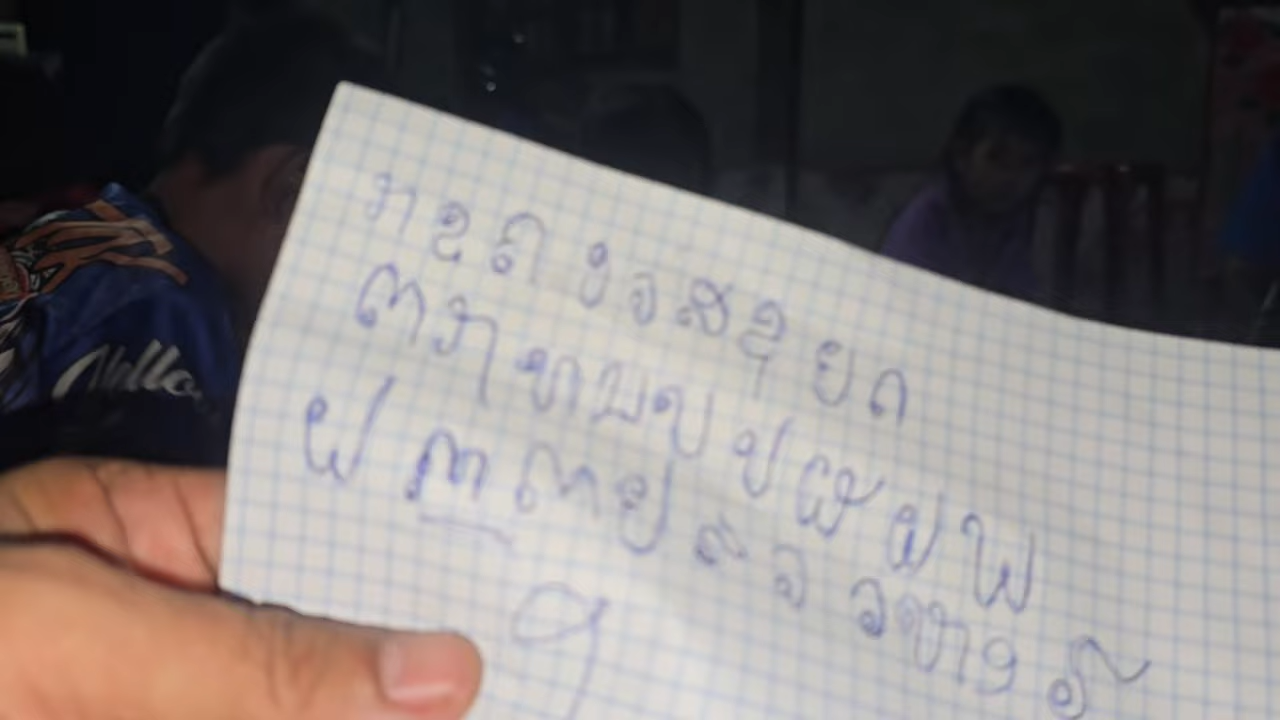 ກ ຂ ຄ ງ ຈ ສ ຊ ຍ ດ
ຕ ຖ ທ ນ ບ ປ ຜ ຝ ພ
ຟ ມ ຢ ຣ ວ ຫ ອ ຮ
Hello